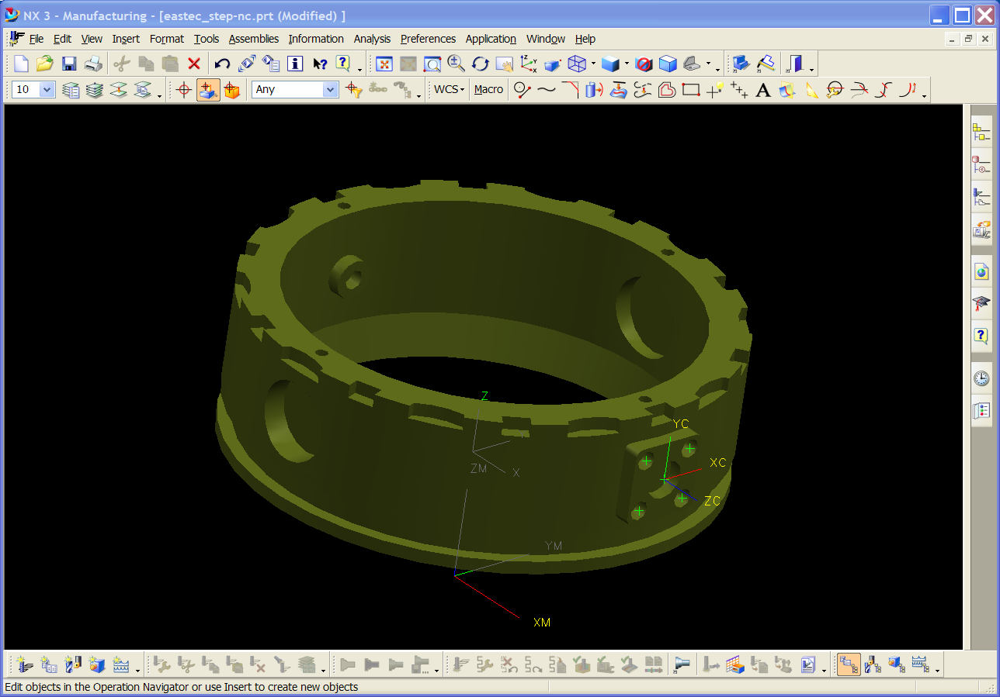 NX 3 - Manufacturing - [eastec_step-nc.prt (Modified) ]
File Edit View Insert Format Tools Assemblies Information Analysis Preferences Application Window Help
10 Any WCS Macro
Z
YC
XC
ZM X
ZC
YM
XM
Edit objects in the Operation Navigator or use Insert to create new objects